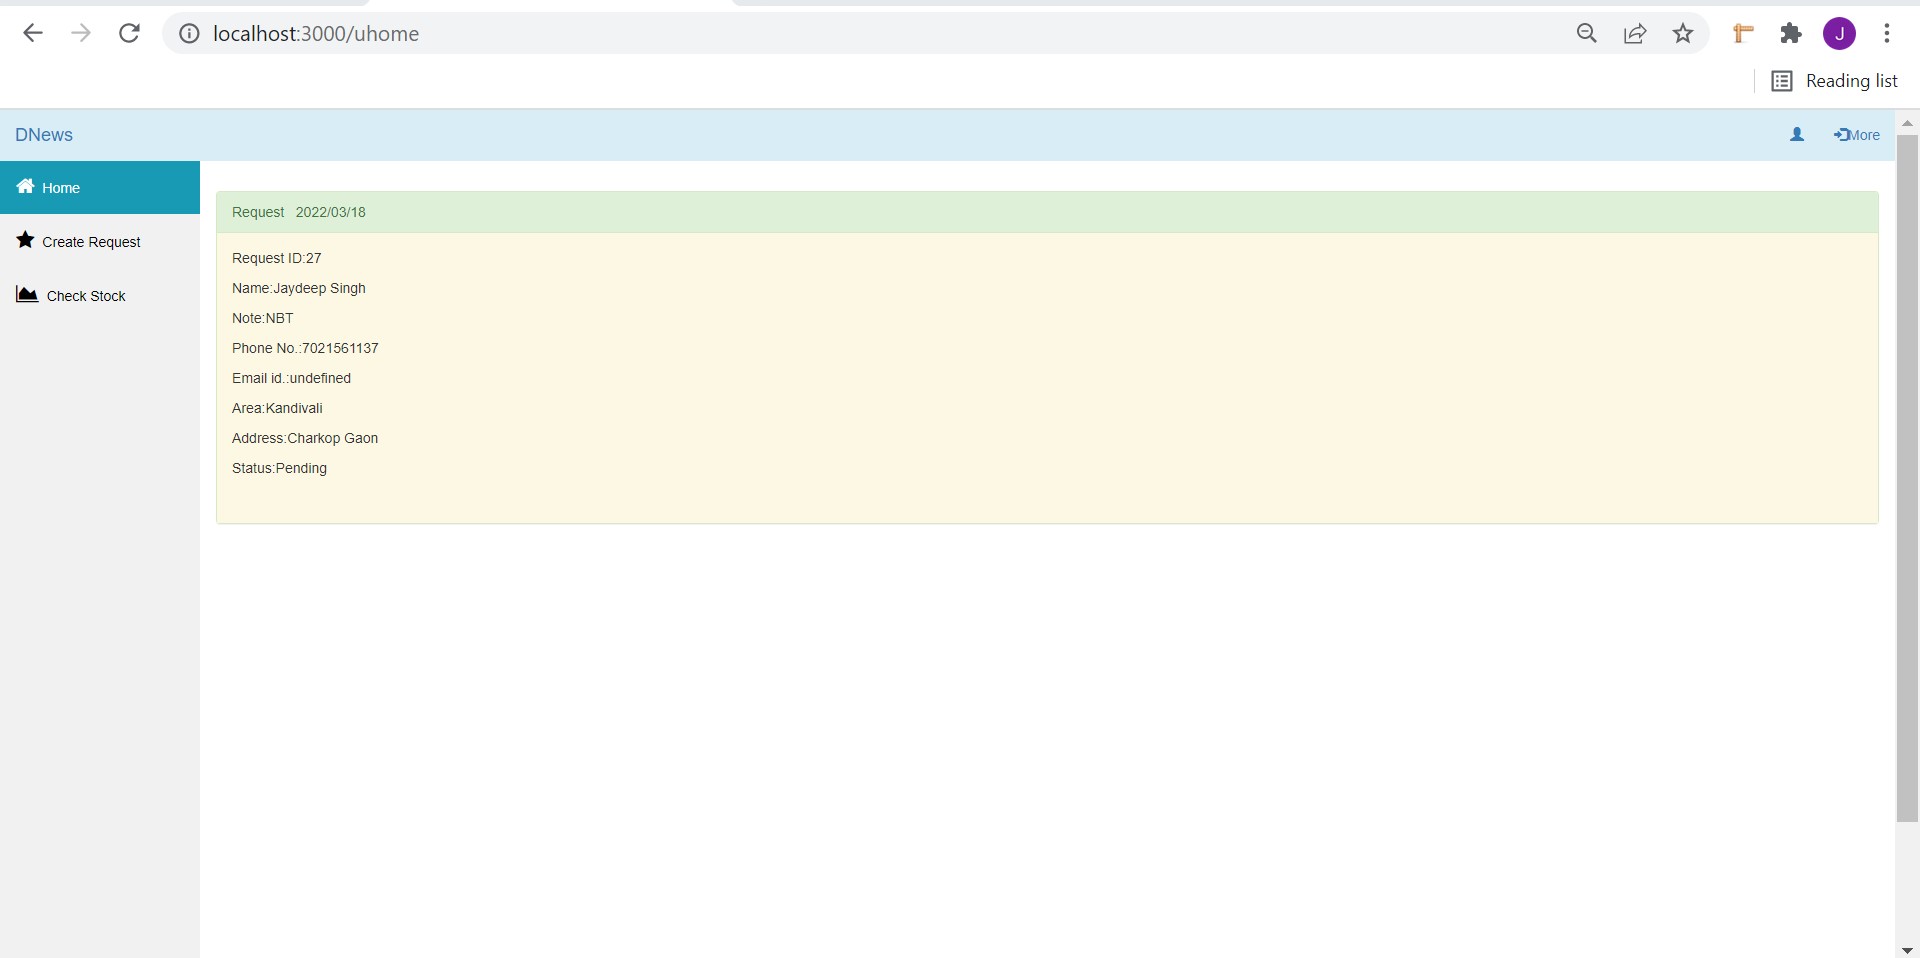 localhost:3000/uhome
J
Reading list
DNews
More
Home
Create Request
Check Stock
Request 2022/03/18
Request ID:27
Name:Jaydeep Singh
Note:NBT
Phone No.:7021561137
Email id.:undefined
Area:Kandivali
Address:Charkop Gaon
Status:Pending